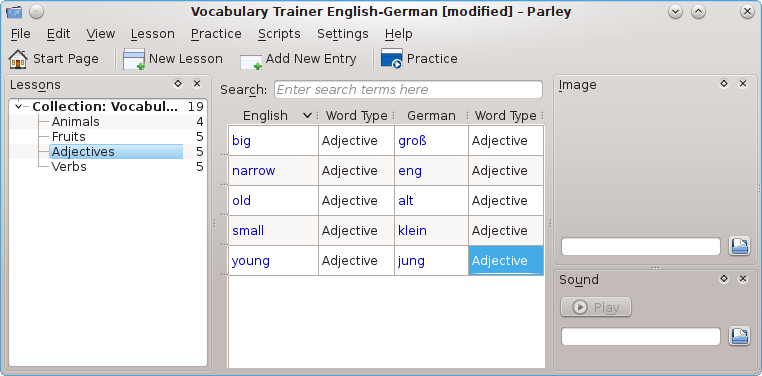 Vocabulary Trainer English-German [modified] – Parley
File Edit View Lesson Practice Scripts Settings Help
Start Page New Lesson Add New Entry Practice
Lessons
Collection: Vocabul... 19
Animals 4
Fruits 5
Adjectives 5
Verbs 5
Search: Enter search terms here
English Word Type German Word Type
big Adjective groß Adjective
narrow Adjective eng Adjective
old Adjective alt Adjective
small Adjective klein Adjective
young Adjective jung Adjective
Image
Sound
Play